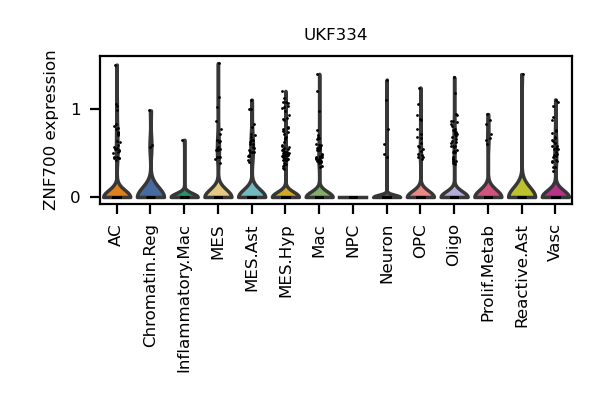 UKF334
ZNF700 expression
1
0
AC
Chromatin.Reg
Inflammatory.Mac
MES
MES.Ast
MES.Hyp
Mac
NPC
Neuron
OPC
Oligo
Prolif.Metab
Reactive.Ast
Vasc